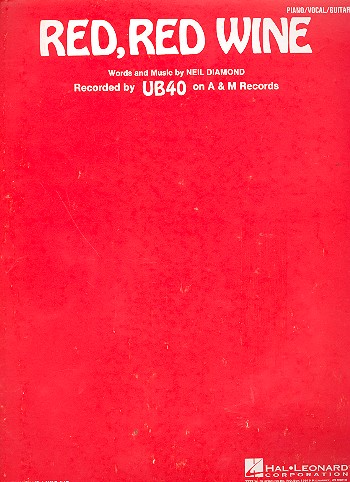 PIANO/VOCAL/GUITAR
RED, RED WINE
Words and Music by NEIL DIAMOND
Recorded by UB40 on A & M Records
HAL•LEONARD
CORPORATION